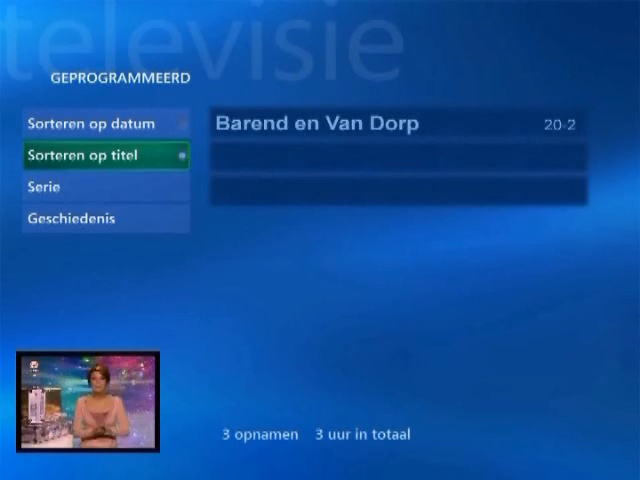 televisie
GEPROGRAMMEERD
Sorteren op datum
Sorteren op titel
Serie
Geschiedenis
Barend en Van Dorp 20-2
3 opnamen 3 uur in totaal